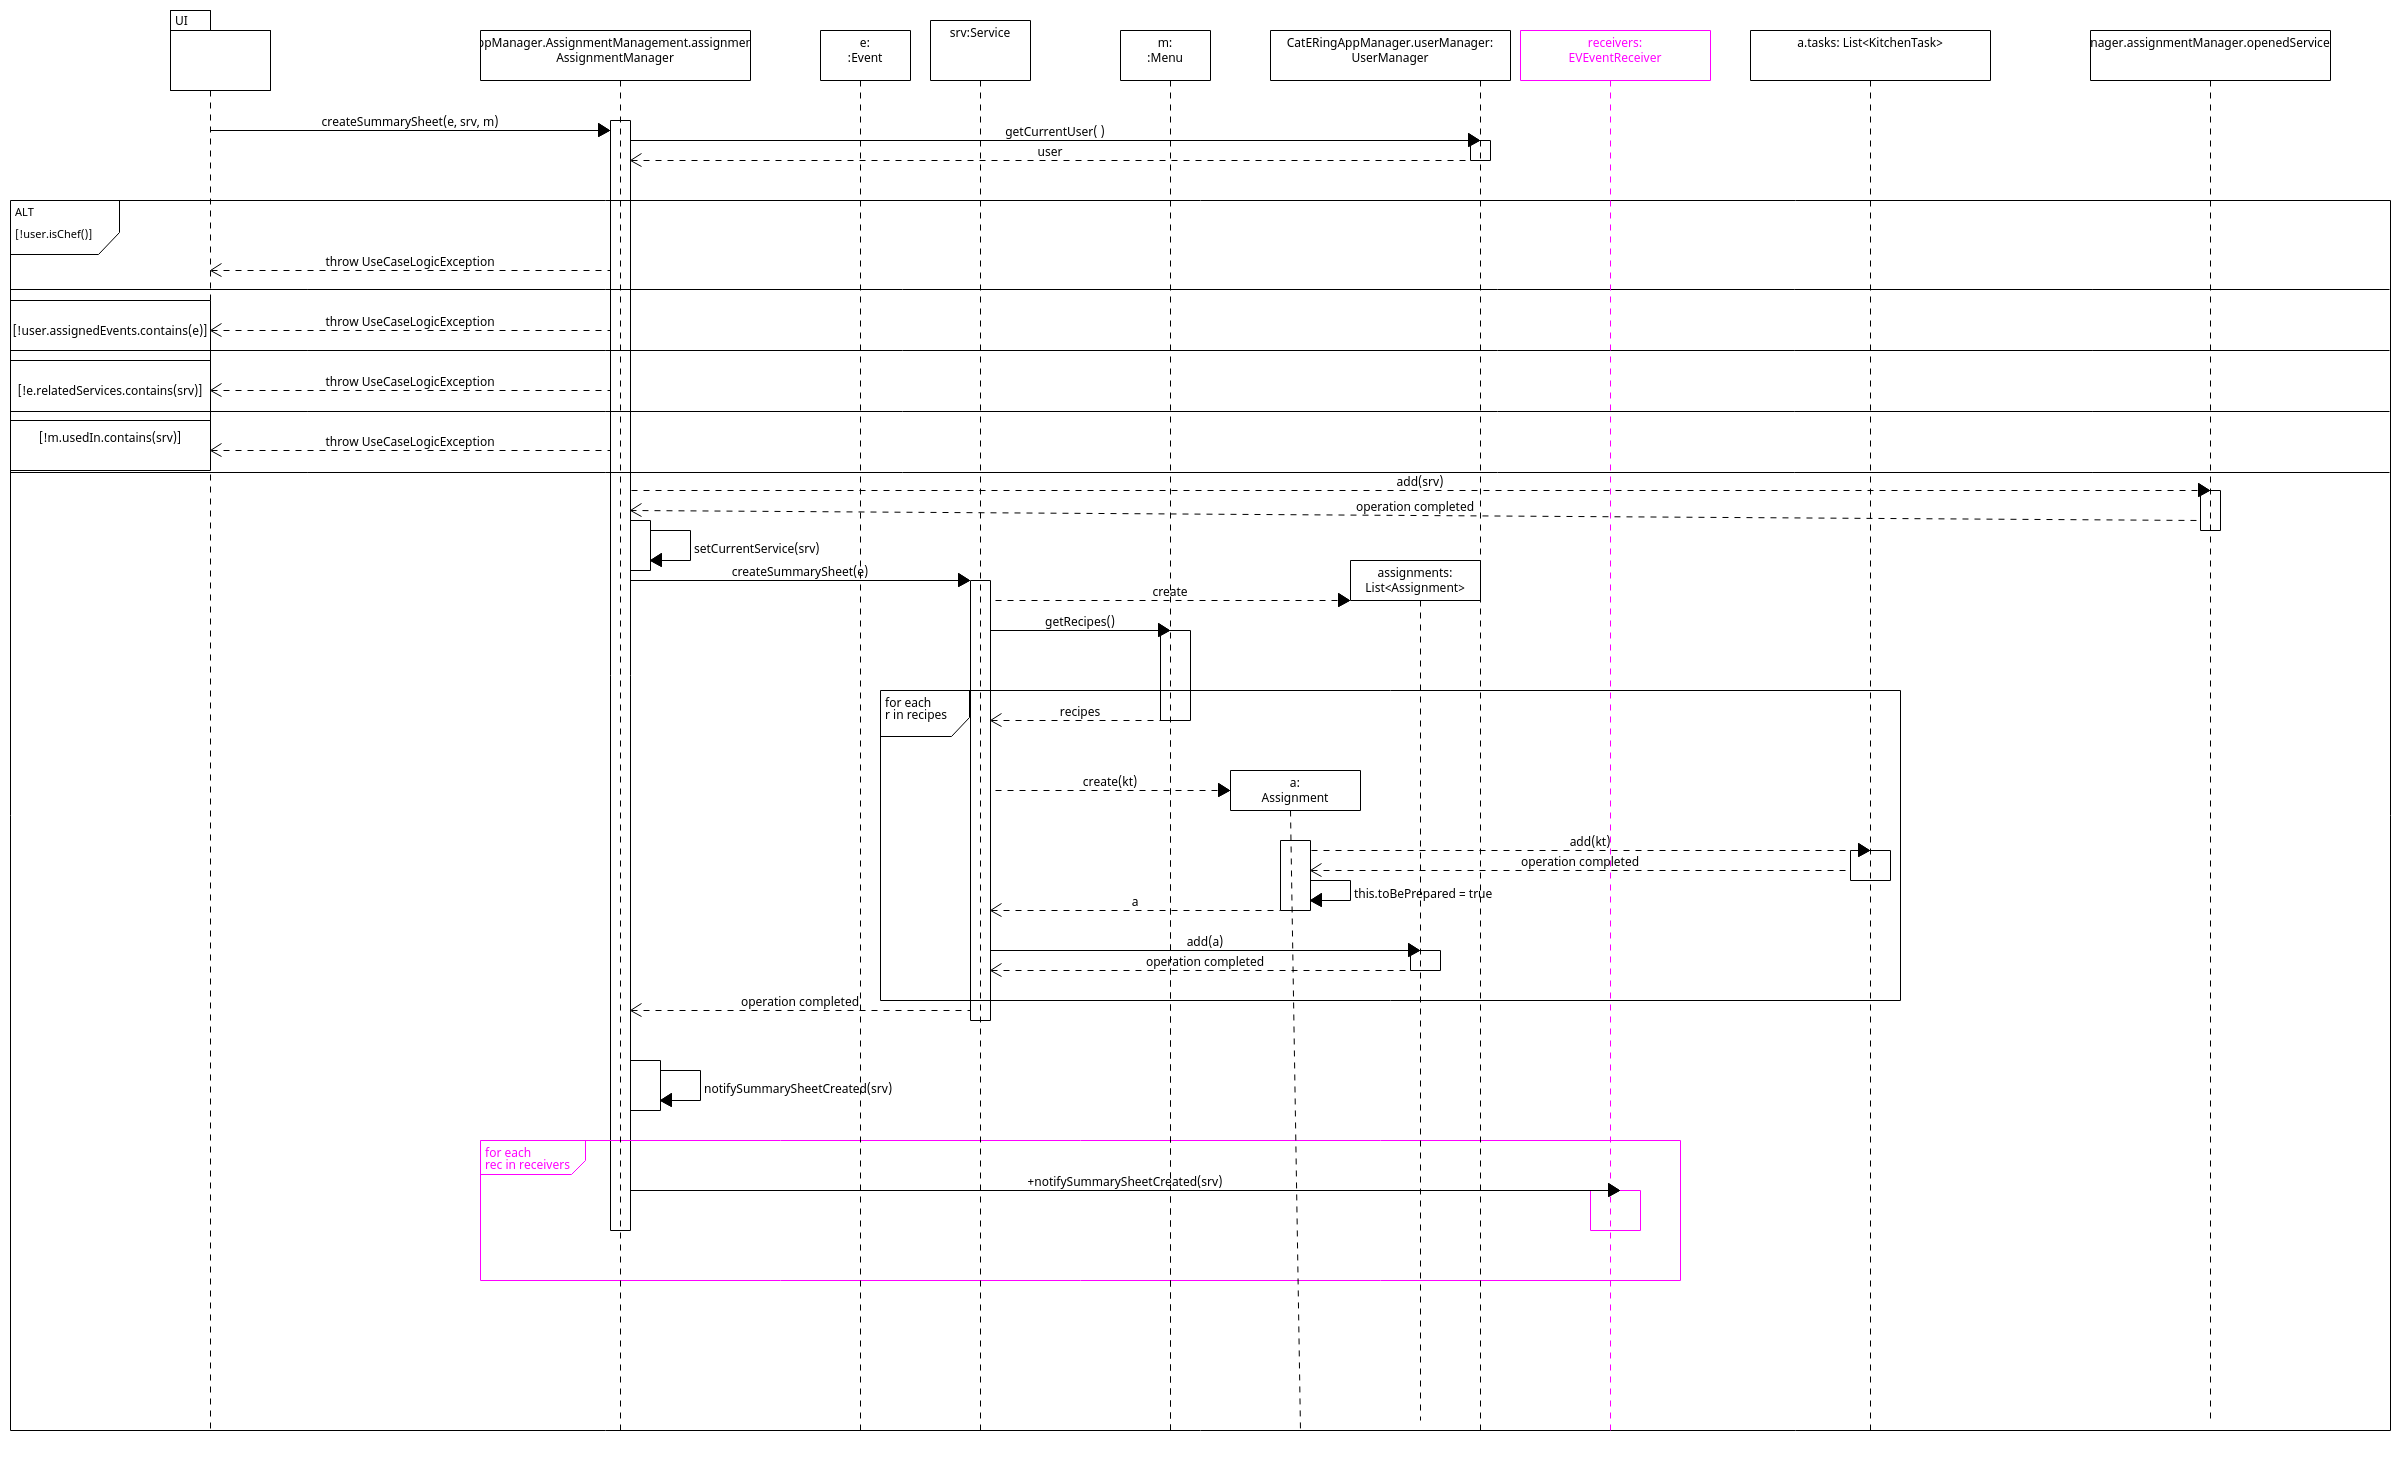 UI
ppManager.AssignmentManagement.assignmen
AssignmentManager
e:
:Event
srv:Service
m:
:Menu
CatERingAppManager.userManager:
UserManager
receivers:
EVEventReceiver
a.tasks: List<KitchenTask>
nager.assignmentManager.openedService
createSummarySheet(e, srv, m)
getCurrentUser( )
user
ALT
[!user.isChef()]
throw UseCaseLogicException
[!user.assignedEvents.contains(e)]
throw UseCaseLogicException
[!e.relatedServices.contains(srv)]
throw UseCaseLogicException
[!m.usedIn.contains(srv)]
throw UseCaseLogicException
add(srv)
operation completed
setCurrentService(srv)
createSummarySheet(e)
assignments:
List<Assignment>
create
getRecipes()
for each
r in recipes
recipes
create(kt)
a:
Assignment
add(kt)
operation completed
this.toBePrepared = true
a
add(a)
operation completed
operation completed
notifySummarySheetCreated(srv)
for each
rec in receivers
+notifySummarySheetCreated(srv)